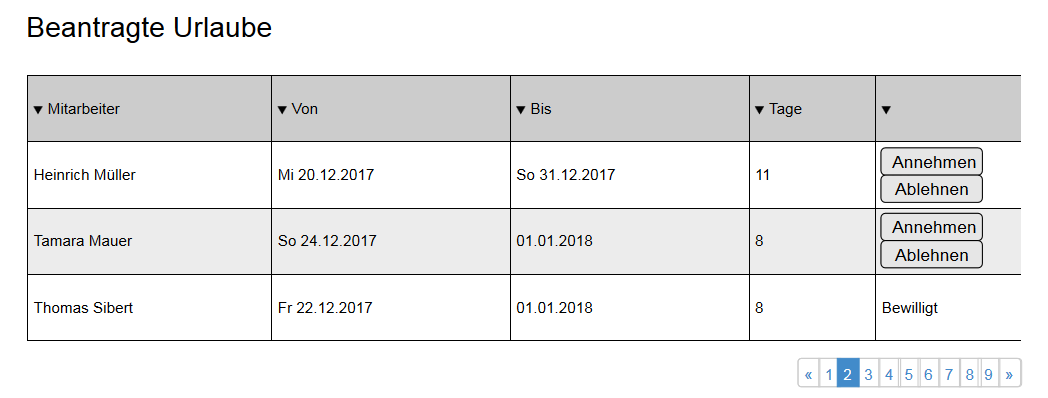 Beantragte Urlaube
▼ Mitarbeiter ▼ Von ▼ Bis ▼ Tage ▼
Heinrich Müller Mi 20.12.2017 So 31.12.2017 11 Annehmen
Ablehnen
Tamara Mauer So 24.12.2017 01.01.2018 8 Annehmen
Ablehnen
Thomas Sibert Fr 22.12.2017 01.01.2018 8 Bewilligt
« 1 2 3 4 5 6 7 8 9 »